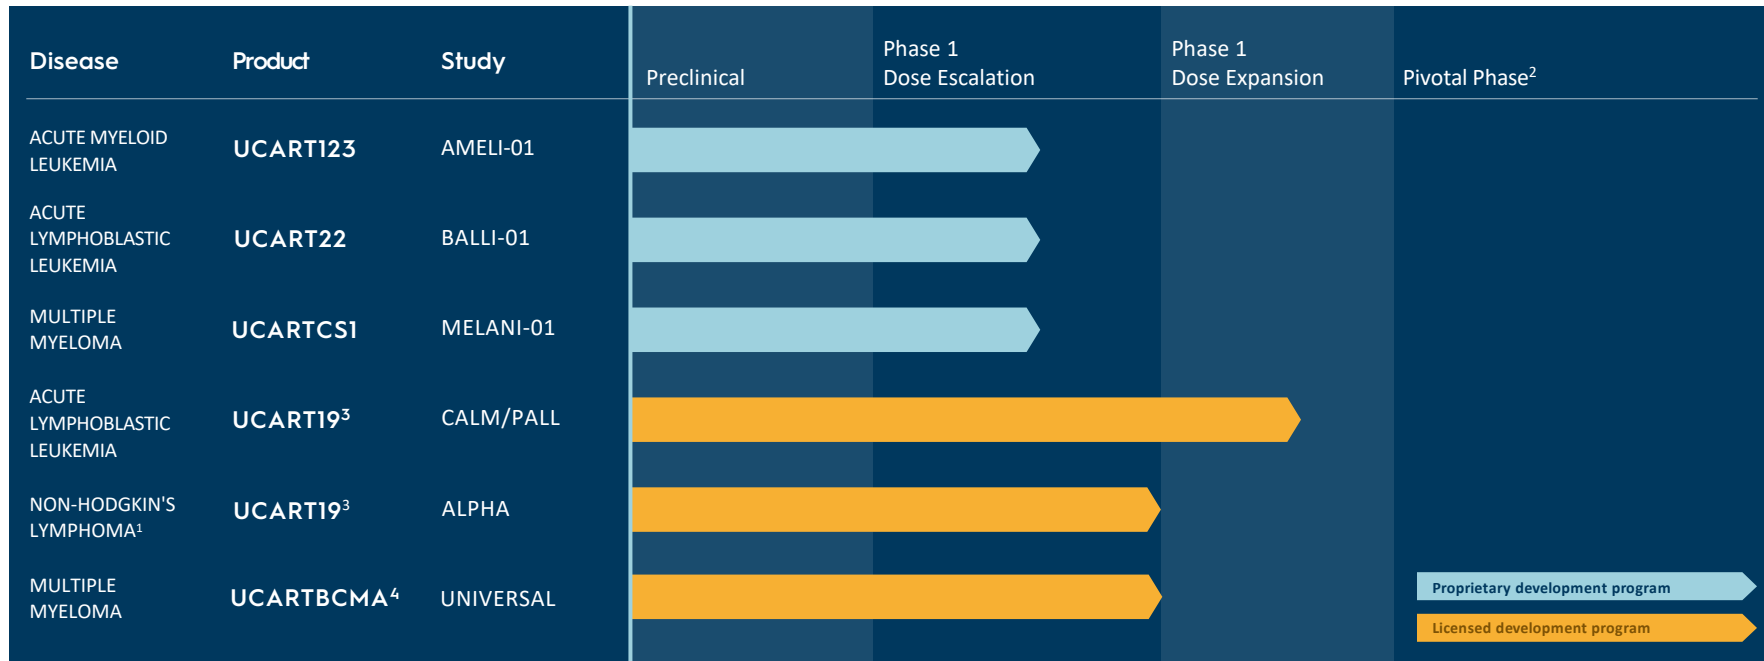 Disease
Product
Study
Preclinical
Phase 1
Dose Escalation
Phase 1
Dose Expansion
Pivotal Phase²
ACUTE MYELOID
LEUKEMIA
UCART123
AMELI-01
ACUTE
LYMPHOBLASTIC
LEUKEMIA
UCART22
BALLI-01
MULTIPLE
MYELOMA
UCARTCS1
MELANI-01
ACUTE
LYMPHOBLASTIC
LEUKEMIA
UCART19³
CALM/PALL
NON-HODGKIN'S
LYMPHOMA¹
UCART19³
ALPHA
MULTIPLE
MYELOMA
UCARTBCMA⁴
UNIVERSAL
Proprietary development program
Licensed development program